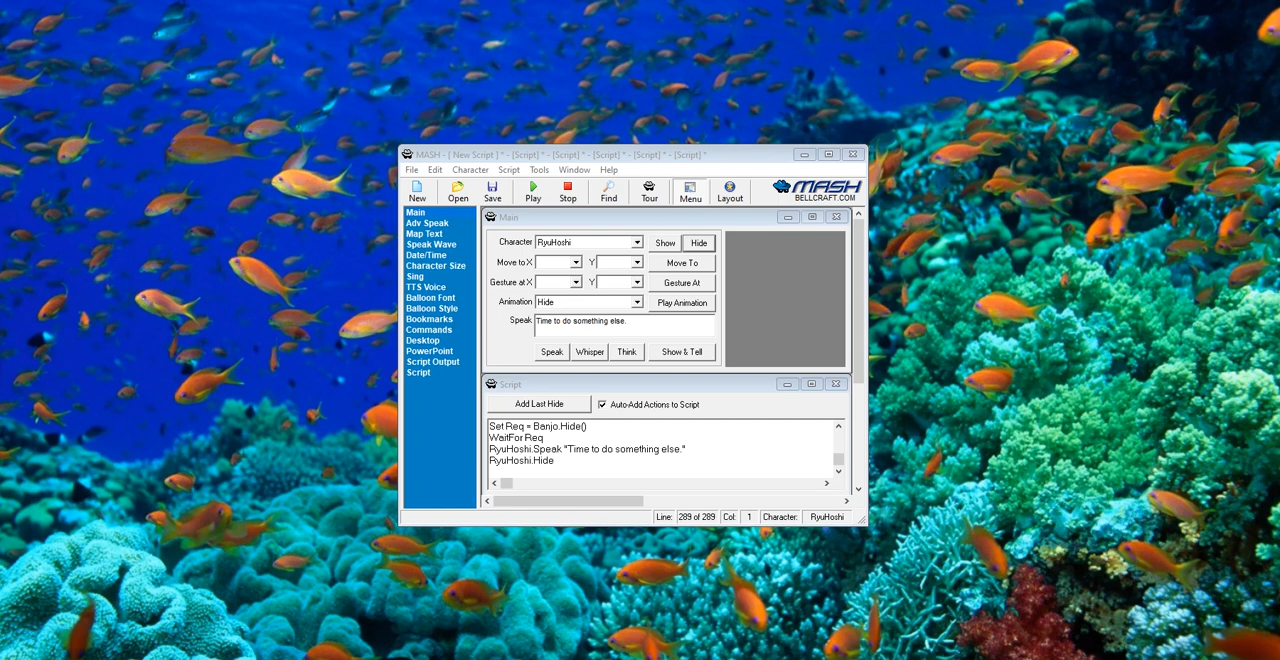 MASH - [ New Script ] * - [Script] * - [Script] * - [Script] * - [Script] * - [Script] *
File Edit Character Script Tools Window Help
New Open Save Play Stop Find Tour Menu Layout
MASH
BELLCRAFT.COM
Main
Adv Speak
Map Text
Speak Wave
Date/Time
Character Size
Sing
TTS Voice
Balloon Font
Balloon Style
Bookmarks
Commands
Desktop
PowerPoint
Script Output
Script
Main
Character RyuHoshi Show Hide
Move to X Y Move To
Gesture at X Y Gesture At
Animation Hide Play Animation
Speak Time to do something else.
Speak Whisper Think Show & Tell
Script
Add Last Hide Auto-Add Actions to Script
Set Req = Banjo.Hide()
WaitFor Req
RyuHoshi.Speak "Time to do something else."
RyuHoshi.Hide
Line: 289 of 289 Col: 1 Character: RyuHoshi